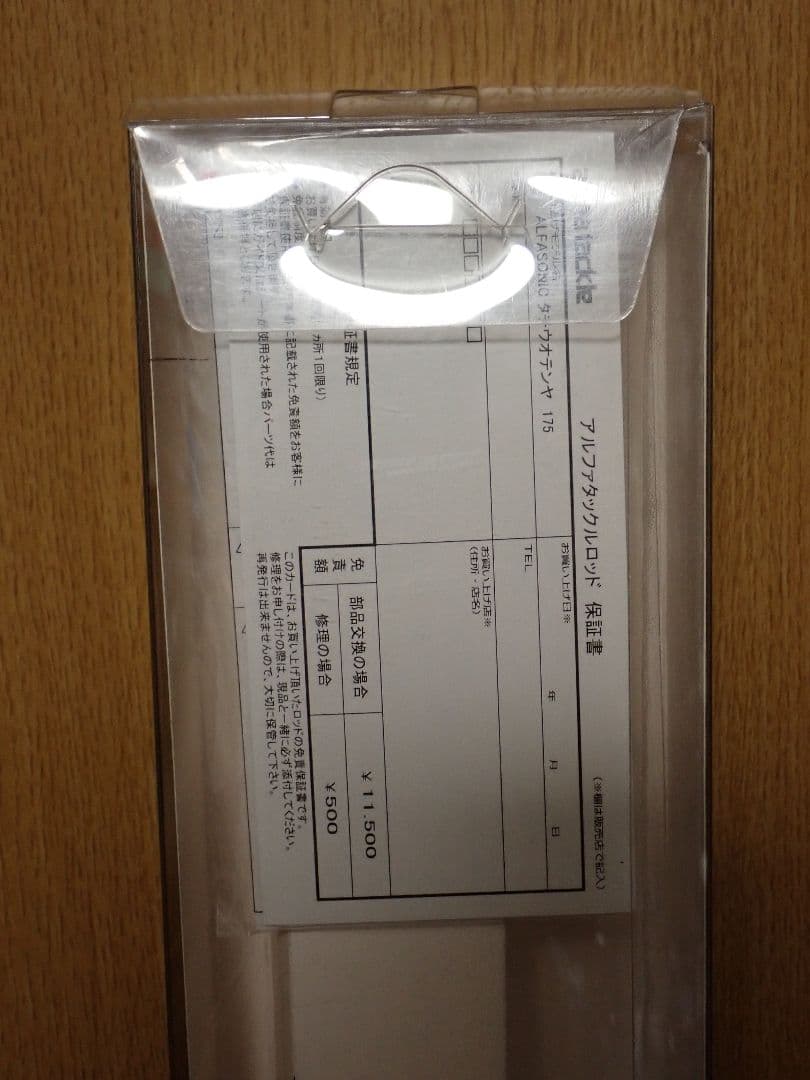 tackle
アルファタックルロッド 保証書
(※欄は販売店で記入)
ALFASONIC タチウオテンヤ 175
お買い上げ日※
年 月 日
TEL
お買い上げ店※
(住所・店名)
証書規定
カ所1回限り)
に記載された免責額をお客様に
使用された場合パーツ代は
免責額
部品交換の場合
¥11.500
修理の場合
¥500
このカードは、お買い上げ頂いたロッドの免責保証書です。
修理をお申し付けの際は、現品と一緒に必ず添付してください。
再発行は出来ませんので、大切に保管して下さい。